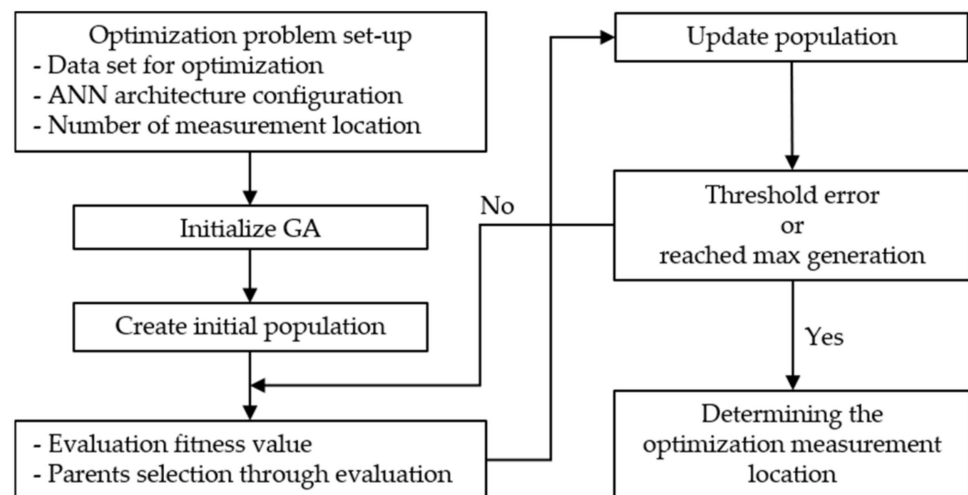 Optimization problem set-up
- Data set for optimization
- ANN architecture configuration
- Number of measurement location
Initialize GA
Create initial population
- Evaluation fitness value
- Parents selection through evaluation
Update population
Threshold error
or
reached max generation
No
Yes
Determining the
optimization measurement
location